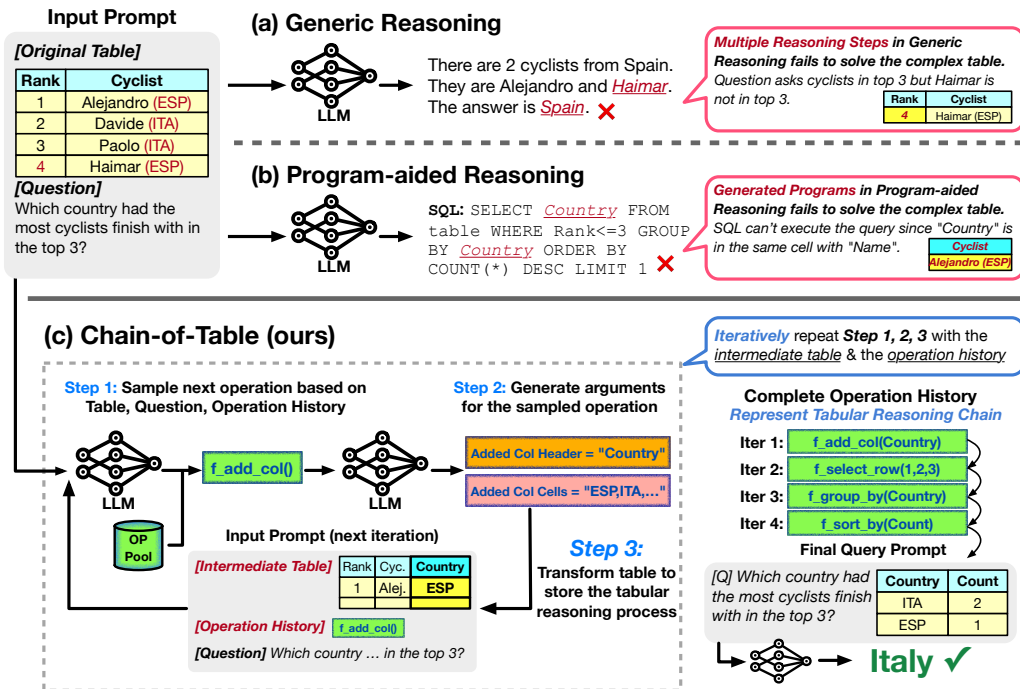 Input Prompt
[Original Table]
Rank Cyclist
1 Alejandro (ESP)
2 Davide (ITA)
3 Paolo (ITA)
4 Haimar (ESP)
[Question]
Which country had the
most cyclists finish with in
the top 3?
(a) Generic Reasoning
LLM
There are 2 cyclists from Spain.
They are Alejandro and Haimar.
The answer is Spain.
Multiple Reasoning Steps in Generic
Reasoning fails to solve the complex table.
Question asks cyclists in top 3 but Haimar is
not in top 3.
Rank Cyclist
4 Haimar (ESP)
(b) Program-aided Reasoning
LLM
SQL: SELECT Country FROM
table WHERE Rank<=3 GROUP
BY Country ORDER BY
COUNT(*) DESC LIMIT 1
Generated Programs in Program-aided
Reasoning fails to solve the complex table.
SQL can't execute the query since "Country" is
in the same cell with "Name".
Cyclist
Alejandro (ESP)
(c) Chain-of-Table (ours)
Step 1: Sample next operation based on
Table, Question, Operation History
LLM
OP
Pool
f_add_col()
LLM
Step 2: Generate arguments
for the sampled operation
Added Col Header = "Country"
Added Col Cells = "ESP,ITA,..."
Step 3:
Transform table to
store the tabular
reasoning process
Input Prompt (next iteration)
[Intermediate Table]
Rank Cyc. Country
1 Alej. ESP
[Operation History] f_add_col()
[Question] Which country ... in the top 3?
Iteratively repeat Step 1, 2, 3 with the
intermediate table & the operation history
Complete Operation History
Represent Tabular Reasoning Chain
Iter 1: f_add_col(Country)
Iter 2: f_select_row(1,2,3)
Iter 3: f_group_by(Country)
Iter 4: f_sort_by(Count)
Final Query Prompt
[Q] Which country had
the most cyclists finish
with in the top 3?
Country Count
ITA 2
ESP 1
LLM
Italy ✓